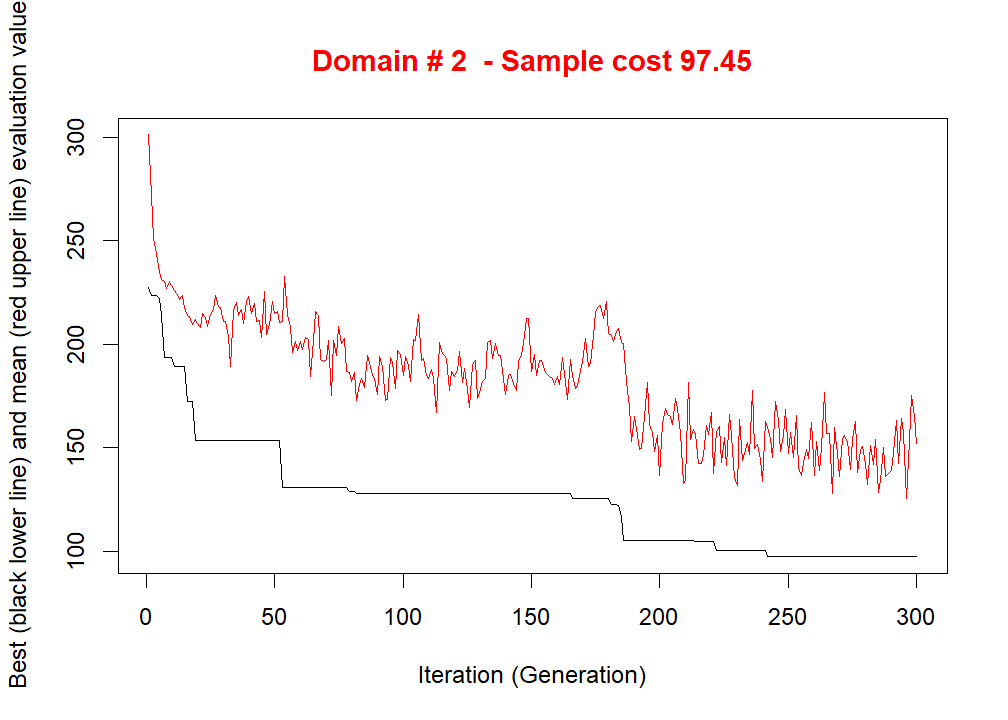 Domain # 2  - Sample cost 97.45
Best (black lower line) and mean (red upper line) evaluation value
300
250
200
150
100
0 50 100 150 200 250 300
Iteration (Generation)